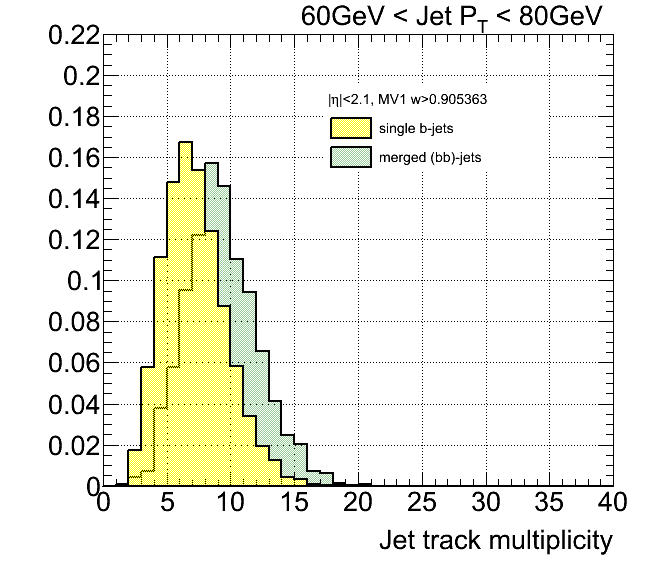 60GeV < Jet P_T < 80GeV
0.22
0.2
0.18
0.16
0.14
0.12
0.1
0.08
0.06
0.04
0.02
0
|η|<2.1, MV1 w>0.905363
single b-jets
merged (bb)-jets
0 5 10 15 20 25 30 35 40
Jet track multiplicity